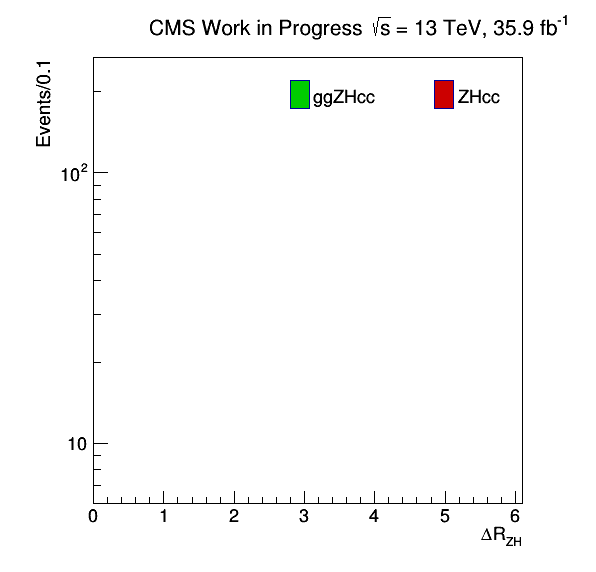 CMS Work in Progress √s = 13 TeV, 35.9 fb⁻¹
Events/0.1
ggZHcc ZHcc
10²
10
0 1 2 3 4 5 6
ΔR_ZH